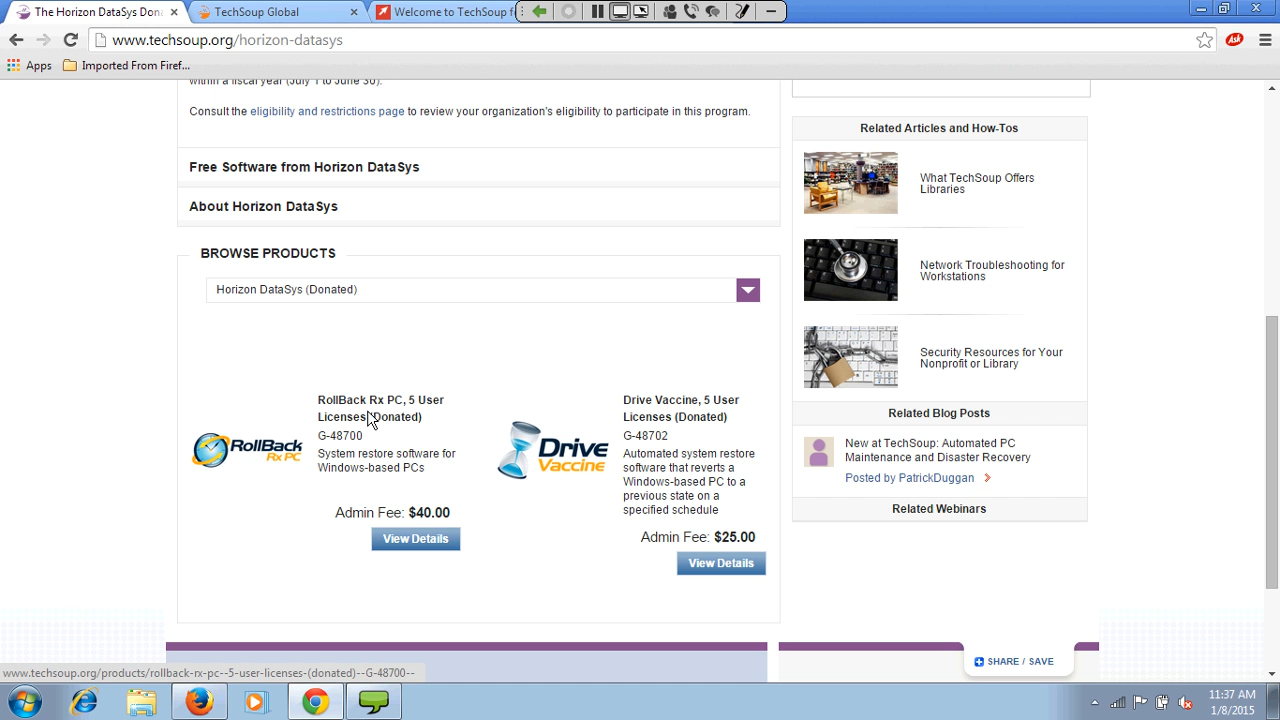 The Horizon DataSys Don
TechSoup Global
Welcome to TechSoup f
www.techsoup.org/horizon-datasys
Ask
Apps
Imported From Firef...
within a fiscal year (July 1 to June 30).
Consult the eligibility and restrictions page to review your organization's eligibility to participate in this program.
Free Software from Horizon DataSys
About Horizon DataSys
BROWSE PRODUCTS
Horizon DataSys (Donated)
RollBack
Rx PC
RollBack Rx PC, 5 User
Licenses (Donated)
G-48700
System restore software for
Windows-based PCs
Admin Fee: $40.00
View Details
Drive
Vaccine
Drive Vaccine, 5 User
Licenses (Donated)
G-48702
Automated system restore
software that reverts a
Windows-based PC to a
previous state on a
specified schedule
Admin Fee: $25.00
View Details
Related Articles and How-Tos
What TechSoup Offers
Libraries
Network Troubleshooting for
Workstations
Security Resources for Your
Nonprofit or Library
Related Blog Posts
New at TechSoup: Automated PC
Maintenance and Disaster Recovery
Posted by PatrickDuggan
Related Webinars
SHARE / SAVE
www.techsoup.org/products/rollback-rx-pc--5-user-licenses-(donated)--G-48700--
11:37 AM
1/8/2015